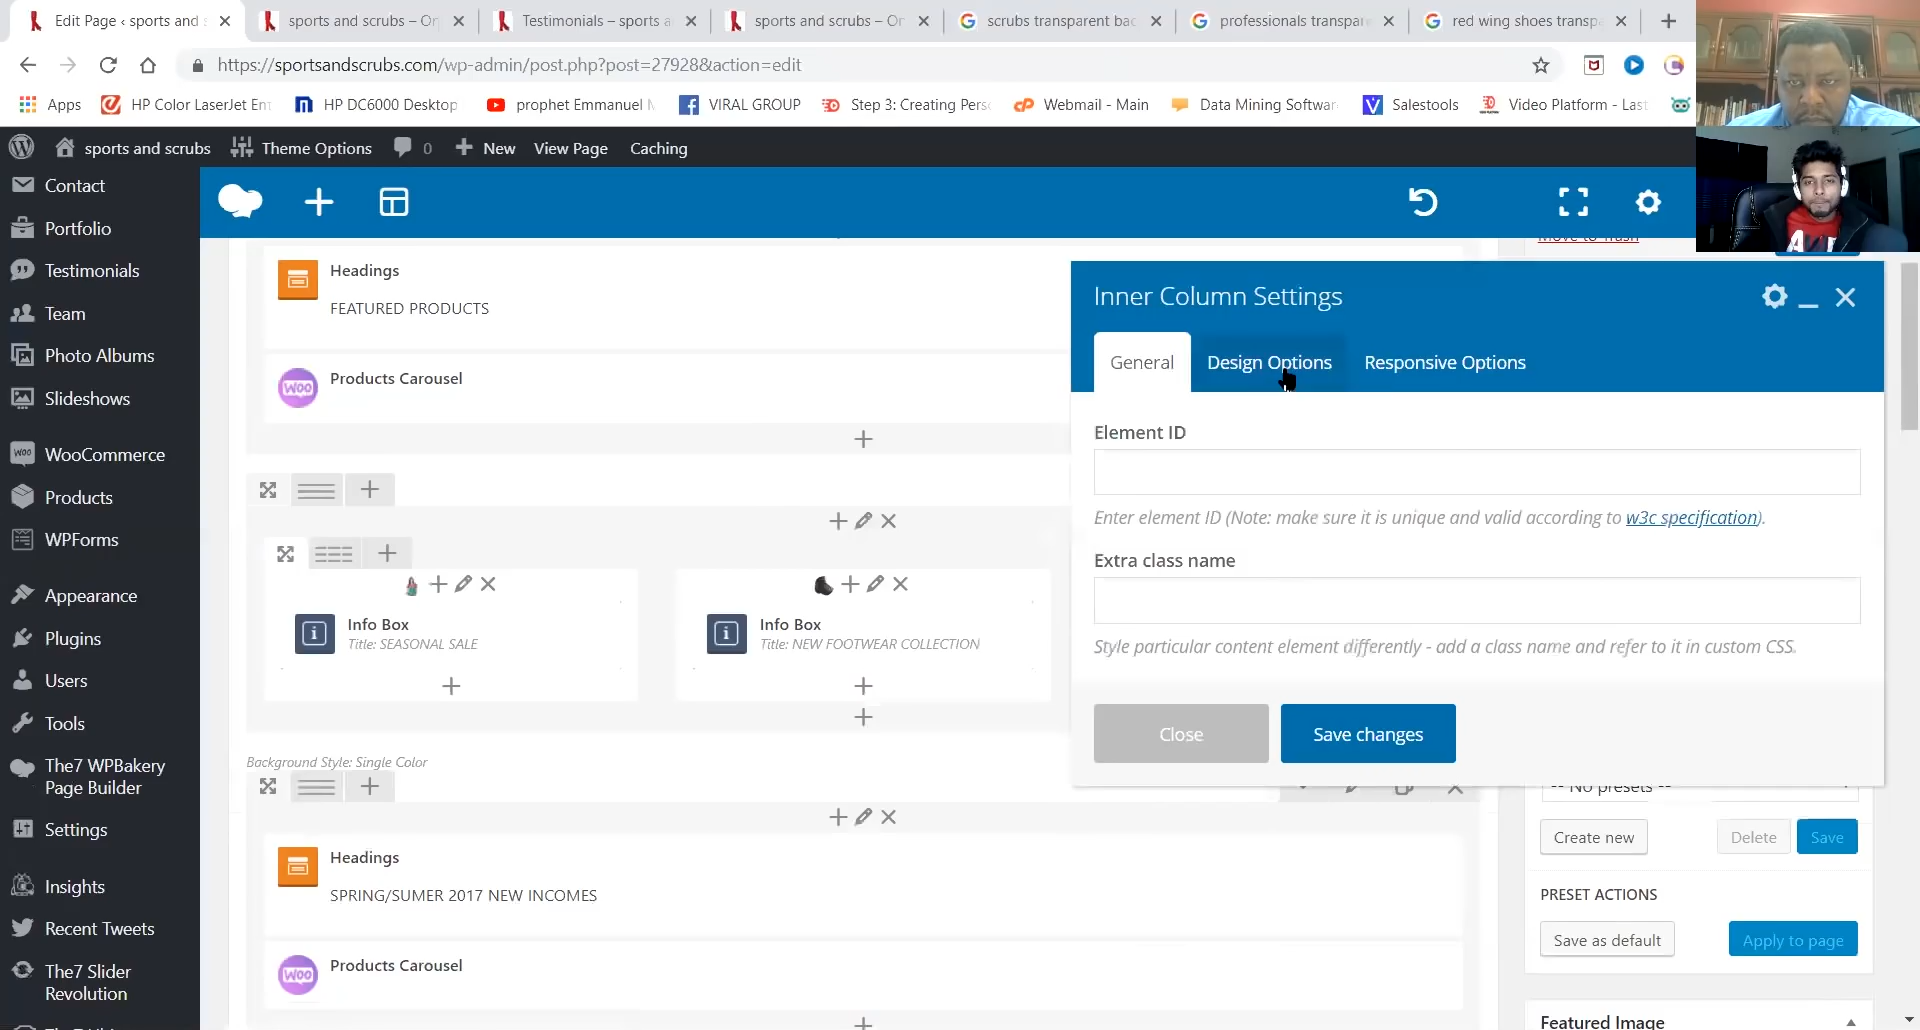 Edit Page ‹ sports and s
sports and scrubs – On
Testimonials – sports a
sports and scrubs – On
scrubs transparent bac
professionals transpare
red wing shoes transpa
https://sportsandscrubs.com/wp-admin/post.php?post=27928&action=edit
Apps
HP Color LaserJet Ent
HP DC6000 Desktop
prophet Emmanuel M
VIRAL GROUP
Step 3: Creating Perso
Webmail - Main
Data Mining Softwar
Salestools
Video Platform - Last
sports and scrubs
Theme Options
0
New
View Page
Caching
Contact
Portfolio
Testimonials
Team
Photo Albums
Slideshows
WooCommerce
Products
WPForms
Appearance
Plugins
Users
Tools
The7 WPBakery
Page Builder
Settings
Insights
Recent Tweets
The7 Slider
Revolution
Headings
FEATURED PRODUCTS
WOO
Products Carousel
Info Box
Title: SEASONAL SALE
Info Box
Title: NEW FOOTWEAR COLLECTION
Background Style: Single Color
Headings
SPRING/SUMER 2017 NEW INCOMES
WOO
Products Carousel
Move to Trash
Inner Column Settings
General
Design Options
Responsive Options
Element ID
Enter element ID (Note: make sure it is unique and valid according to w3c specification).
Extra class name
Style particular content element differently - add a class name and refer to it in custom CSS.
Close
Save changes
-- No presets --
Create new
Delete
Save
PRESET ACTIONS
Save as default
Apply to page
Featured Image